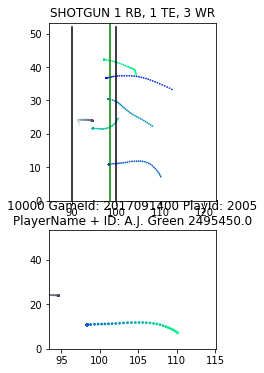 SHOTGUN 1 RB, 1 TE, 3 WR
50
40
30
20
10
0
90 100 110 120
10000 GameId: 2017091400 PlayId: 2005
PlayerName + ID: A.J. Green 2495450.0
40
20
0
95 100 105 110 115